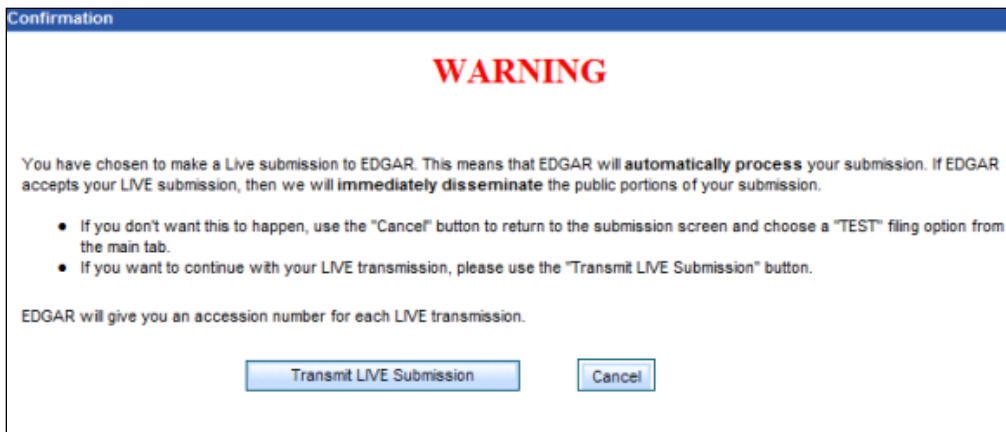 Confirmation
WARNING
You have chosen to make a Live submission to EDGAR. This means that EDGAR will automatically process your submission. If EDGAR
accepts your LIVE submission, then we will immediately disseminate the public portions of your submission.
• If you don't want this to happen, use the "Cancel" button to return to the submission screen and choose a "TEST" filing option from
the main tab.
• If you want to continue with your LIVE transmission, please use the "Transmit LIVE Submission" button.
EDGAR will give you an accession number for each LIVE transmission.
Transmit LIVE Submission
Cancel